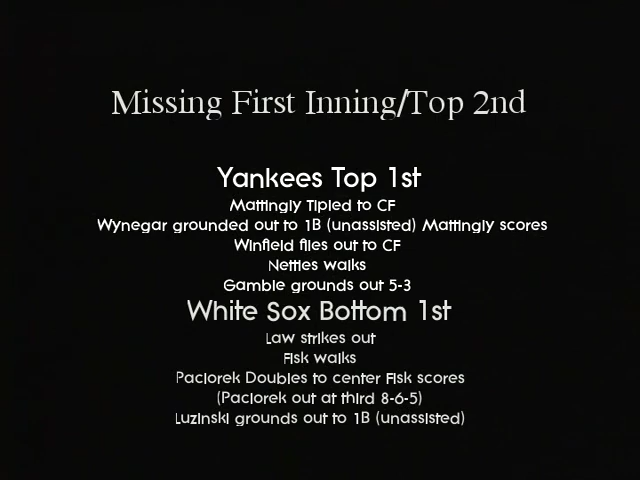 Missing First Inning/Top 2nd
Yankees Top 1st
Mattingly Tipled to CF
Wynegar grounded out to 1B (unassisted) Mattingly scores
Winfield flies out to CF
Nettles walks
Gamble grounds out 5-3
White Sox Bottom 1st
Law strikes out
Fisk walks
Paciorek Doubles to center Fisk scores
(Paciorek out at third 8-6-5)
Luzinski grounds out to 1B (unassisted)